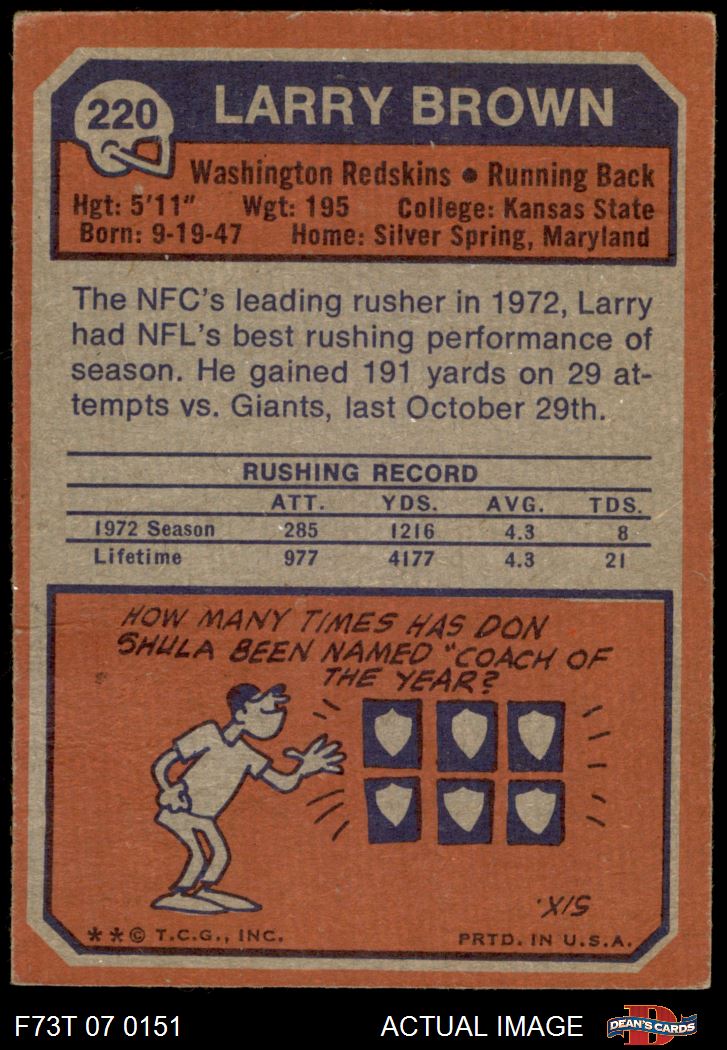 220
LARRY BROWN
Washington Redskins • Running Back
Hgt: 5'11" Wgt: 195 College: Kansas State
Born: 9-19-47 Home: Silver Spring, Maryland
The NFC's leading rusher in 1972, Larry
had NFL's best rushing performance of
season. He gained 191 yards on 29 at-
tempts vs. Giants, last October 29th.
RUSHING RECORD
ATT. YDS. AVG. TDS.
1972 Season 285 1216 4.3 8
Lifetime 977 4177 4.3 21
HOW MANY TIMES HAS DON
SHULA BEEN NAMED "COACH OF
THE YEAR?
SIX.
**© T.C.G., INC. PRTD. IN U.S.A.
F73T 07 0151 ACTUAL IMAGE DEAN'S CARDS